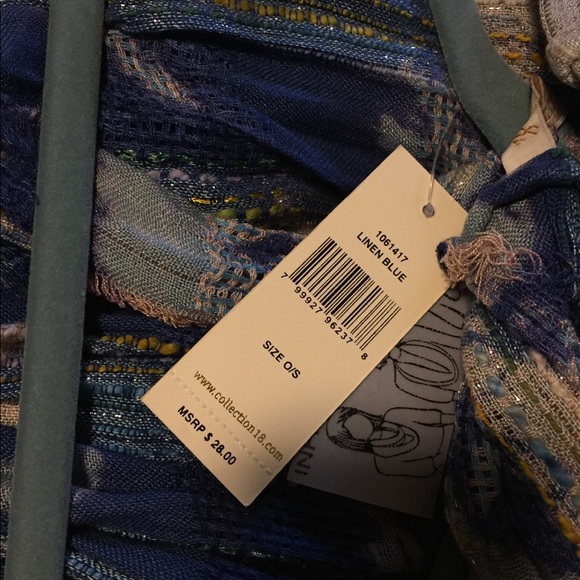 1061417
LINEN BLUE
7 99927 96237 8
SIZE O/S
www.collection18.com
MSRP $ 28.00